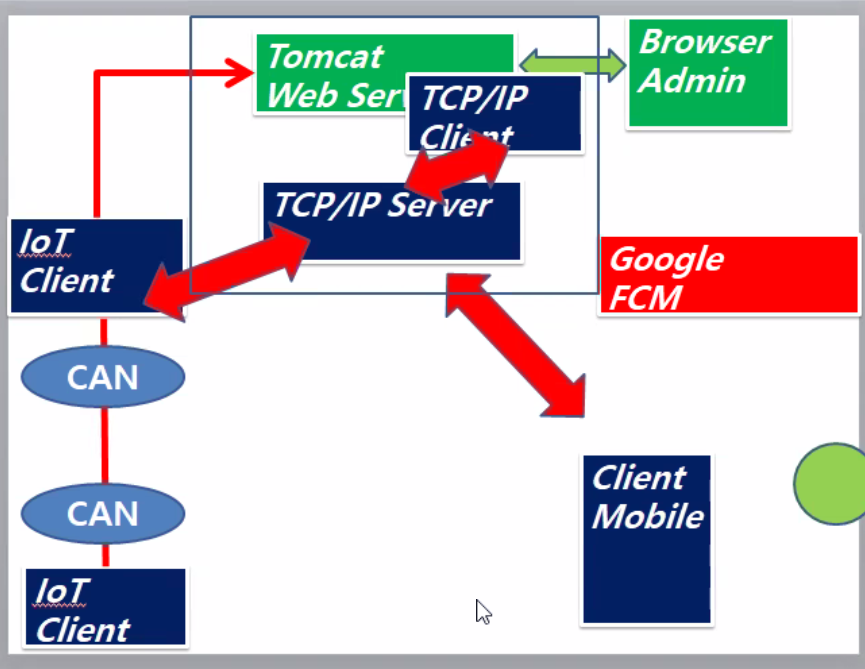 Tomcat
Web Serv
TCP/IP
Client
Browser
Admin
TCP/IP Server
IoT
Client
Google
FCM
CAN
CAN
IoT
Client
Client
Mobile